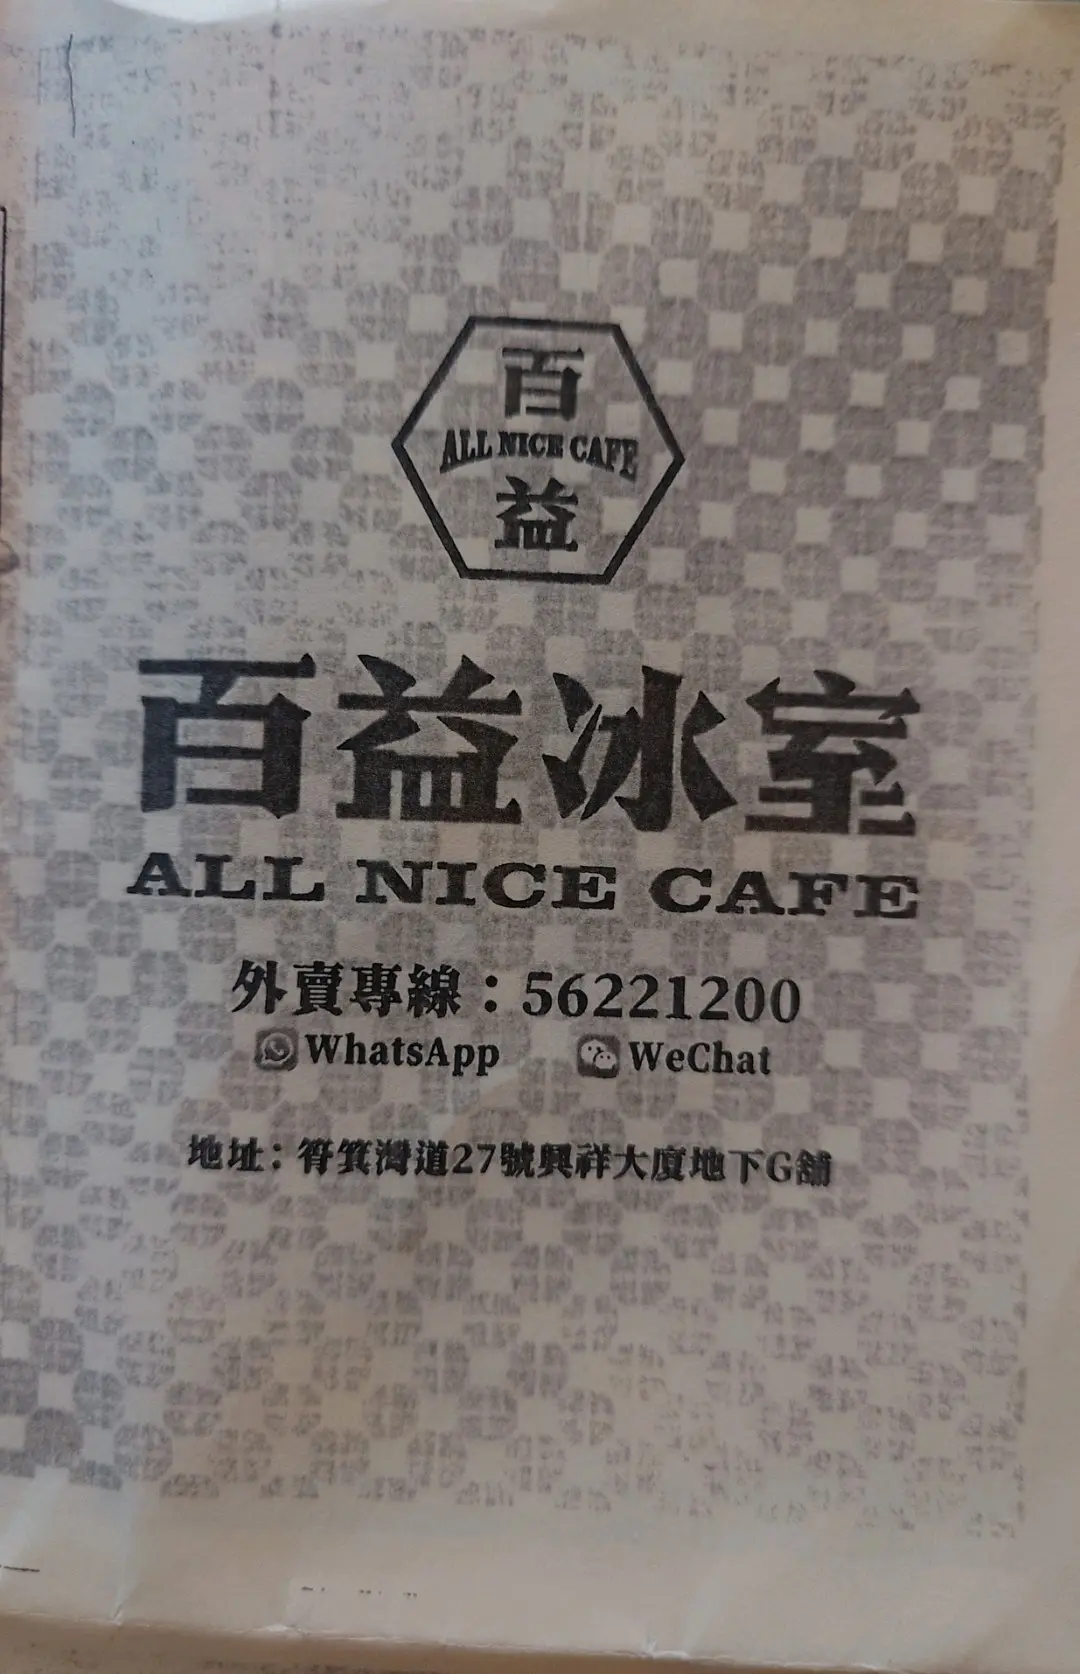 百
ALL NICE CAFE
益
百益冰室
ALL NICE CAFE
外賣專線：56221200
WhatsApp WeChat
地址：筲箕灣道27號興祥大廈地下G舖